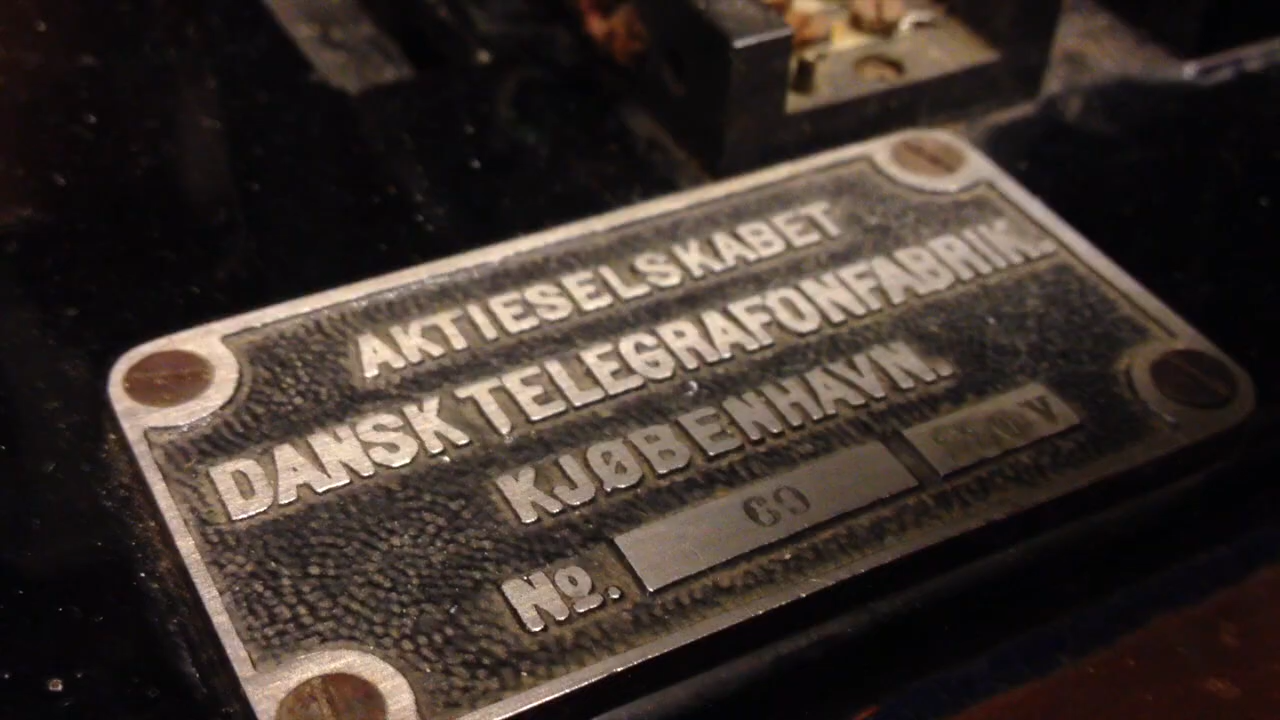 AKTIESELSKABET
DANSK TELEGRAFONFABRIK.
KJØBENHAVN.
No. 69
V